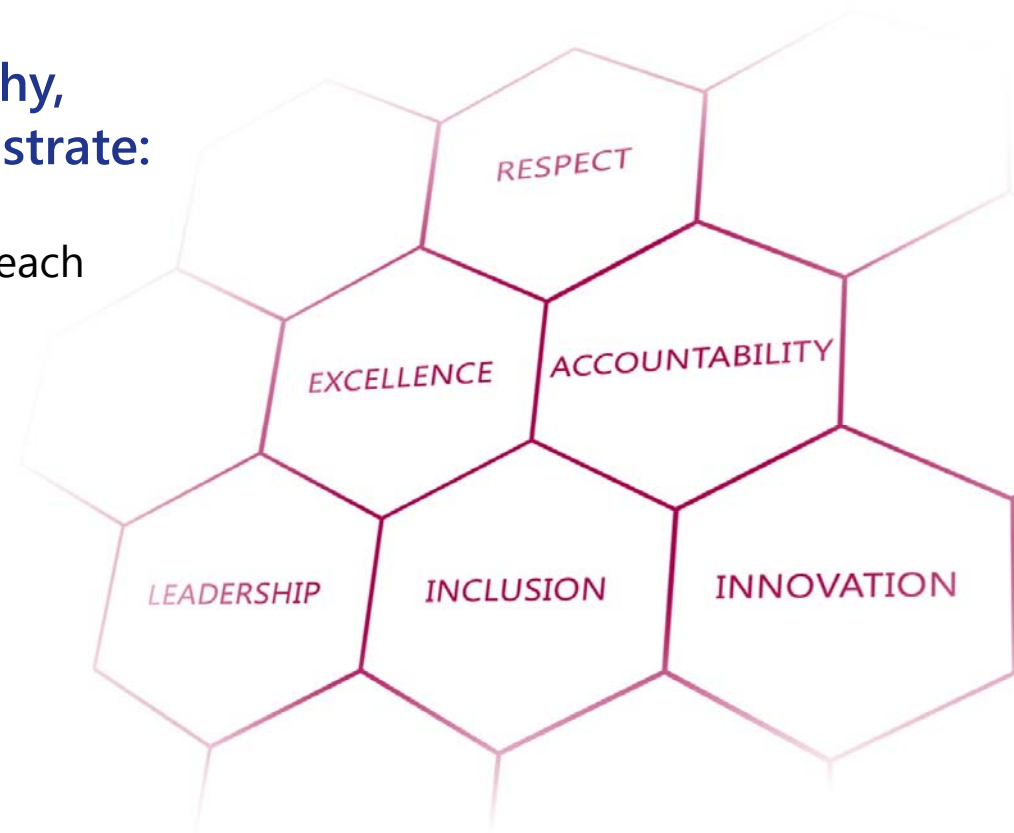 hy,
strate:
each
RESPECT
EXCELLENCE
ACCOUNTABILITY
LEADERSHIP
INCLUSION
INNOVATION